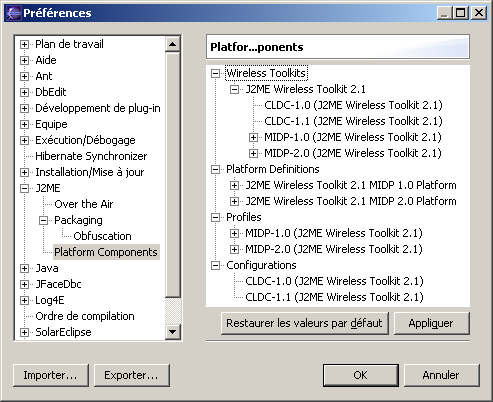 Préférences
Plan de travail
Aide
Ant
DbEdit
Développement de plug-in
Equipe
Exécution/Débogage
Hibernate Synchronizer
Installation/Mise à jour
J2ME
Over the Air
Packaging
Obfuscation
Platform Components
Java
JFaceDbc
Log4E
Ordre de compilation
SolarEclipse
Platfor...ponents
Wireless Toolkits
J2ME Wireless Toolkit 2.1
CLDC-1.0 (J2ME Wireless Toolkit 2.1)
CLDC-1.1 (J2ME Wireless Toolkit 2.1)
MIDP-1.0 (J2ME Wireless Toolkit 2.1)
MIDP-2.0 (J2ME Wireless Toolkit 2.1)
Platform Definitions
J2ME Wireless Toolkit 2.1 MIDP 1.0 Platform
J2ME Wireless Toolkit 2.1 MIDP 2.0 Platform
Profiles
MIDP-1.0 (J2ME Wireless Toolkit 2.1)
MIDP-2.0 (J2ME Wireless Toolkit 2.1)
Configurations
CLDC-1.0 (J2ME Wireless Toolkit 2.1)
CLDC-1.1 (J2ME Wireless Toolkit 2.1)
Restaurer les valeurs par défaut Appliquer
Importer... Exporter... OK Annuler